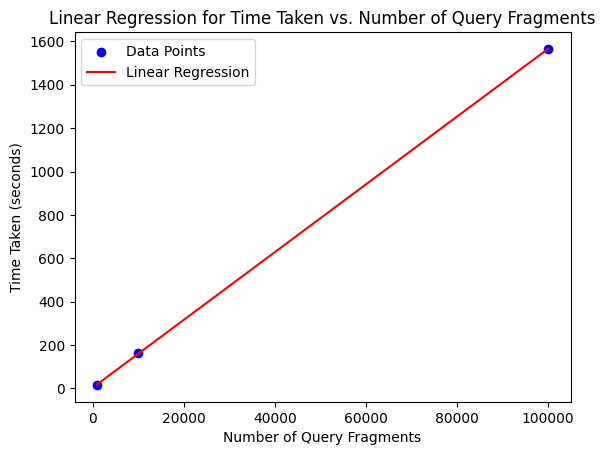 Linear Regression for Time Taken vs. Number of Query Fragments
Data Points
Linear Regression
Time Taken (seconds)
1600
1400
1200
1000
800
600
400
200
0
0 20000 40000 60000 80000 100000
Number of Query Fragments